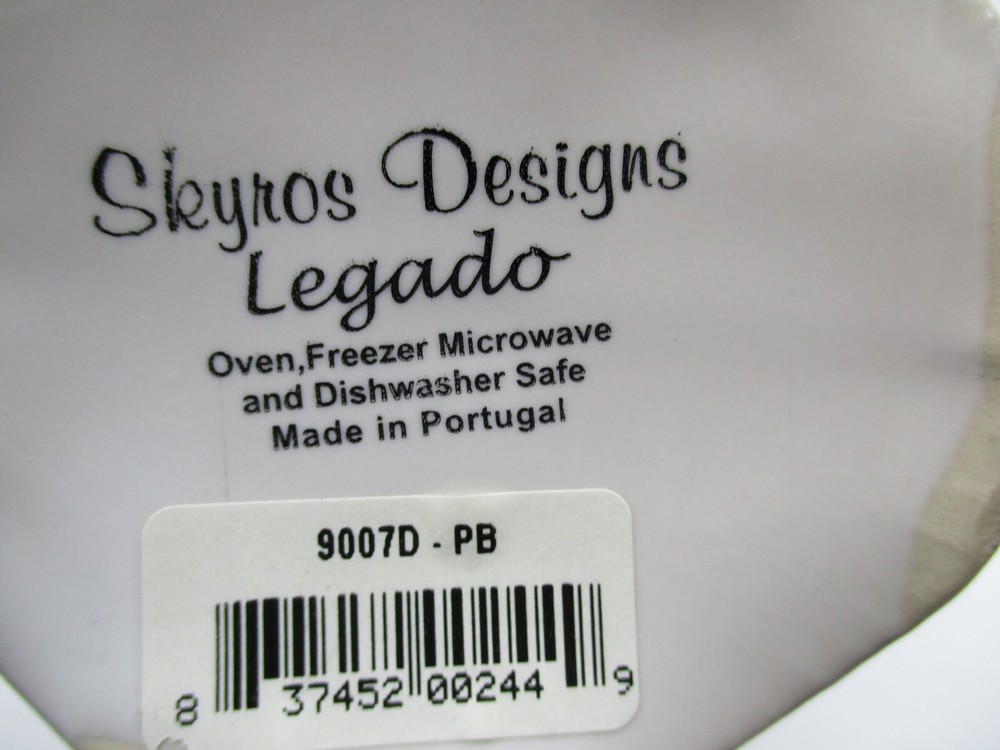 Skyros Designs
Legado
Oven,Freezer Microwave
and Dishwasher Safe
Made in Portugal
9007D - PB
8 37452 00244 9